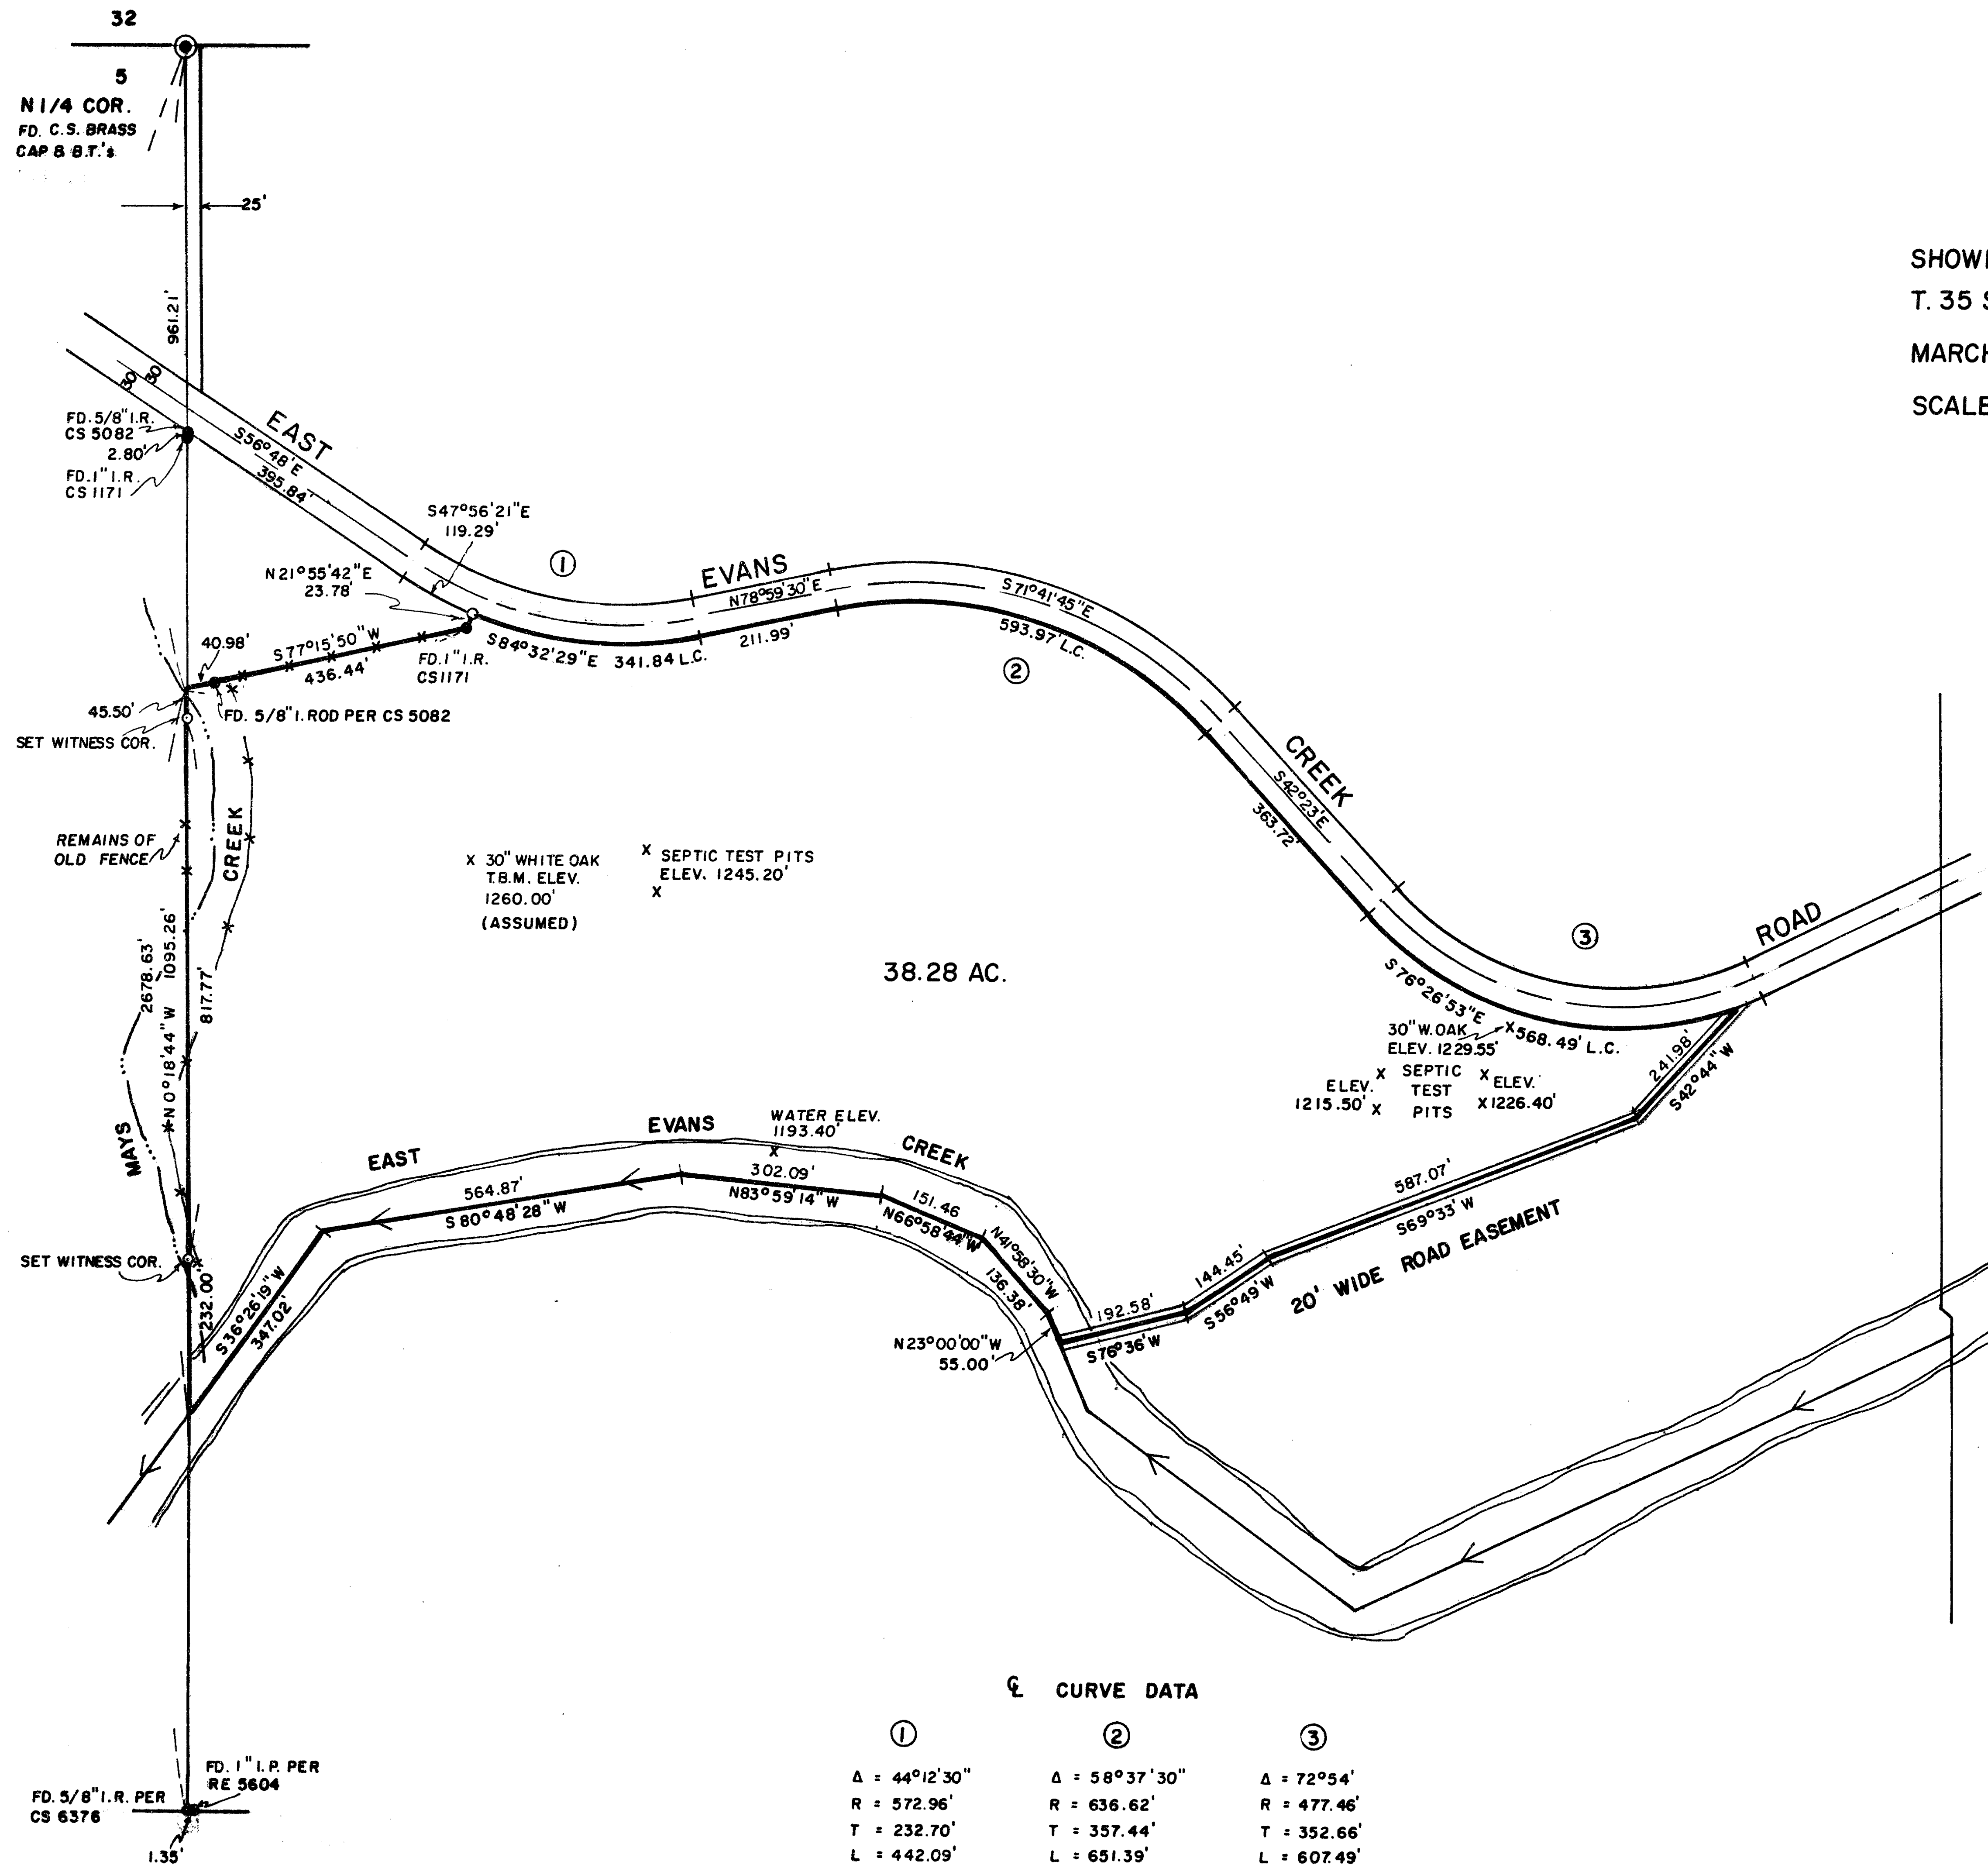 32
5
N 1/4 COR.
FD. C.S. BRASS
CAP & B.T.'s
25'
961.21'
SHOWI
T. 35 S
MARCH
SCALE
30
30
FD. 5/8" I.R.
CS 5082
2.80'
FD. 1" I.R.
CS 1171
EAST
S56°48'E
395.84'
S47°56'21"E
119.29'
N21°55'42"E
23.78'
1
EVANS
N78°59'30"E
211.99'
S71°41'45"E
593.97' L.C.
2
40.98'
S77°15'50"W
436.44'
FD. 1" I.R.
CS1171
S84°32'29"E 341.84 L.C.
45.50'
FD. 5/8" I. ROD PER CS 5082
SET WITNESS COR.
CREEK
S42°23'E
363.72'
REMAINS OF
OLD FENCE
CREEK
X 30" WHITE OAK
T.B.M. ELEV.
1260.00'
(ASSUMED)
X SEPTIC TEST PITS
ELEV. 1245.20'
X
38.28 AC.
3
ROAD
S76°26'53"E
568.49' L.C.
30" W. OAK
ELEV. 1229.55'
X SEPTIC X
ELEV. TEST ELEV.
1215.50' X PITS X 1226.40'
241.98'
S42°44"W
2678.63'
N0°18'44"W 1095.26'
817.77'
MAYS
EAST
EVANS
WATER ELEV.
1193.40'
CREEK
564.87'
S80°48'28"W
302.09'
N83°59'14"W
151.46
N66°58'44"W
N41°58'30"W
136.38'
587.07'
S69°33'W
20' WIDE ROAD EASEMENT
144.45'
S56°49'W
192.58'
S76°36'W
N23°00'00"W
55.00'
SET WITNESS COR.
232.00'
S36°26'19"W
347.02'
℄ CURVE DATA
1 2 3
Δ = 44°12'30" Δ = 58°37'30" Δ = 72°54'
R = 572.96' R = 636.62' R = 477.46'
T = 232.70' T = 357.44' T = 352.66'
L = 442.09' L = 651.39' L = 607.49'
FD. 1" I.P. PER
RE 5604
FD. 5/8" I.R. PER
CS 6376
1.35'